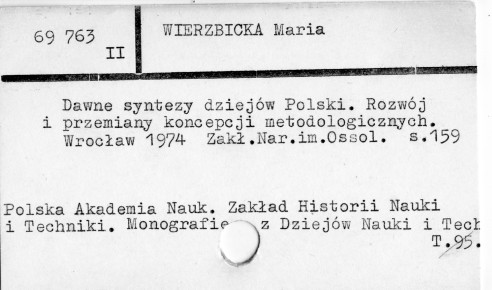 69 763
II
WIERZBICKA Maria
Dawne syntezy dziejów Polski. Rozwój
i przemiany koncepcji metodologicznych.
Wrocław 1974 Zakł.Nar.im.Ossol. s.159
Polska Akademia Nauk. Zakład Historii Nauki
i Techniki. Monografie z Dziejów Nauki i Tech
T.95.